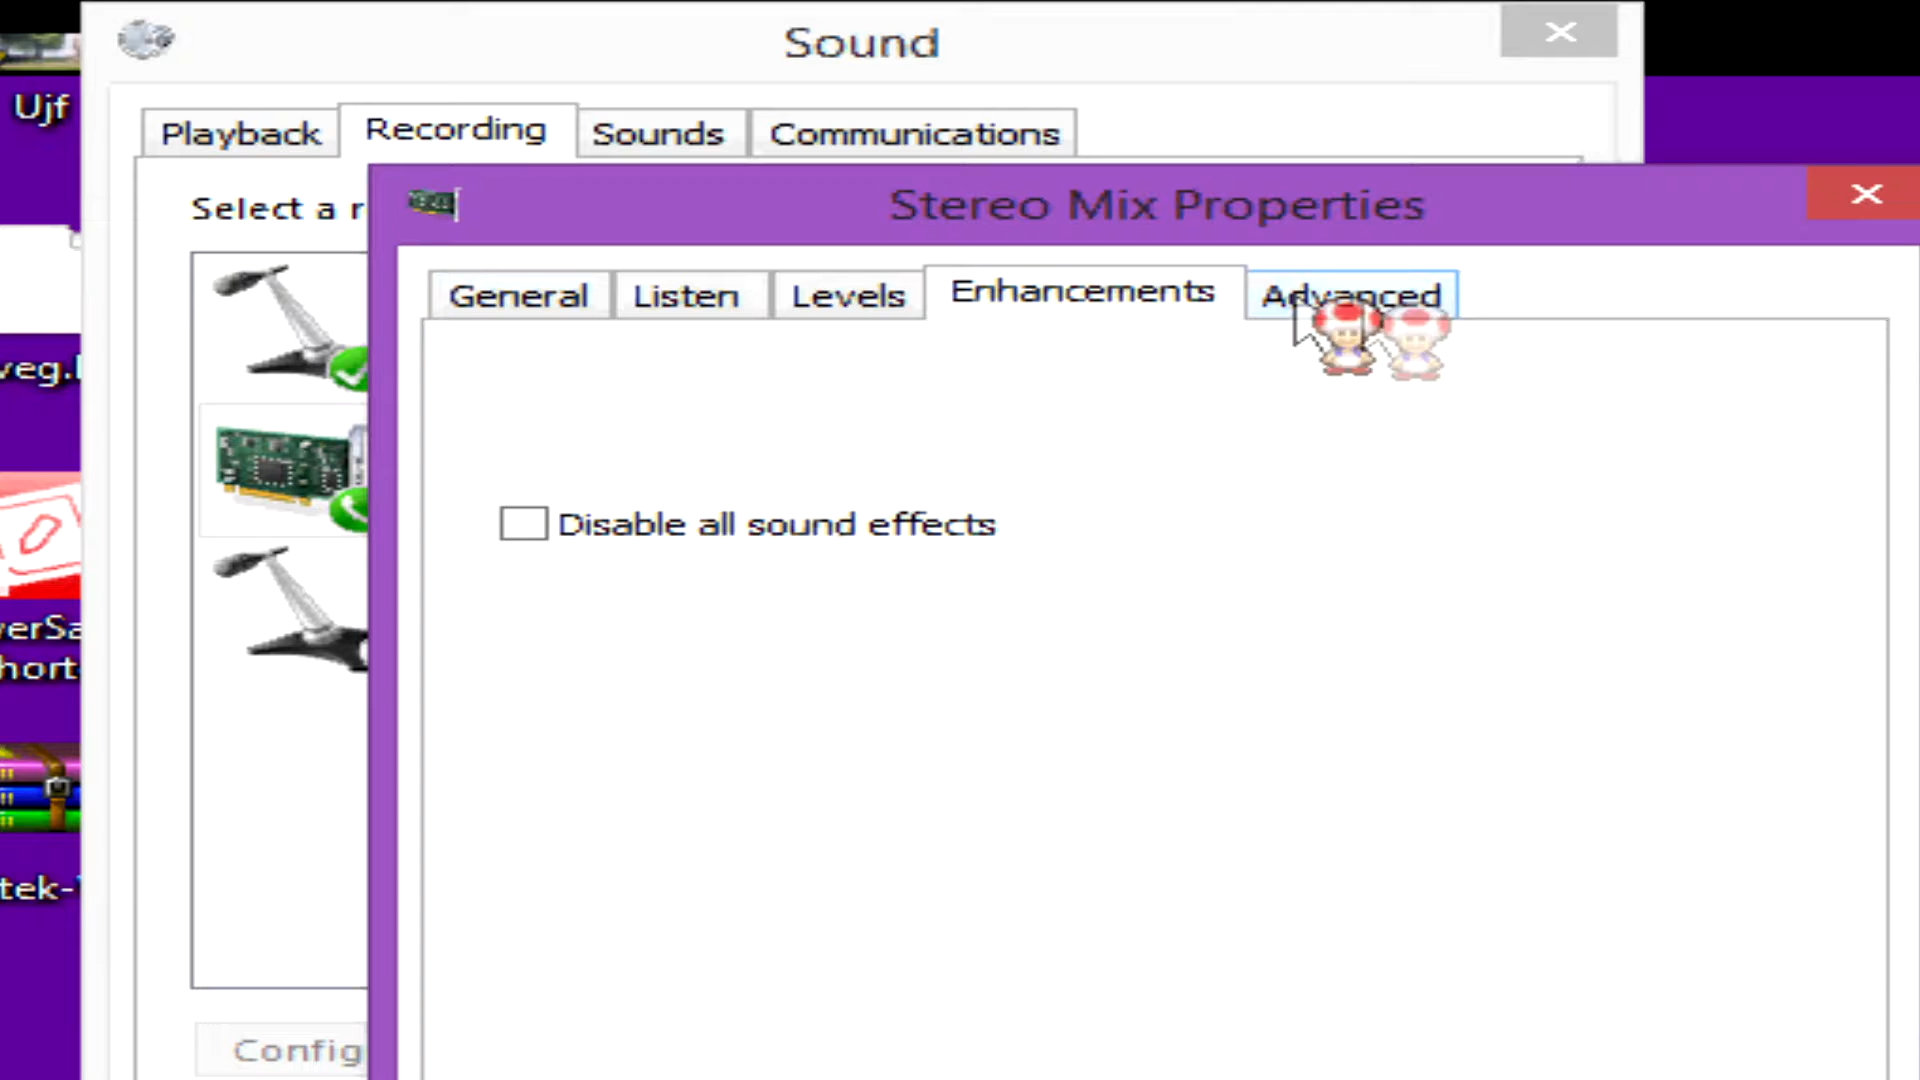 Sound
Ujf
Playback
Recording
Sounds
Communications
Select a r
Stereo Mix Properties
General
Listen
Levels
Enhancements
Advanced
veg.
Disable all sound effects
verSa
hort
tek-
Config